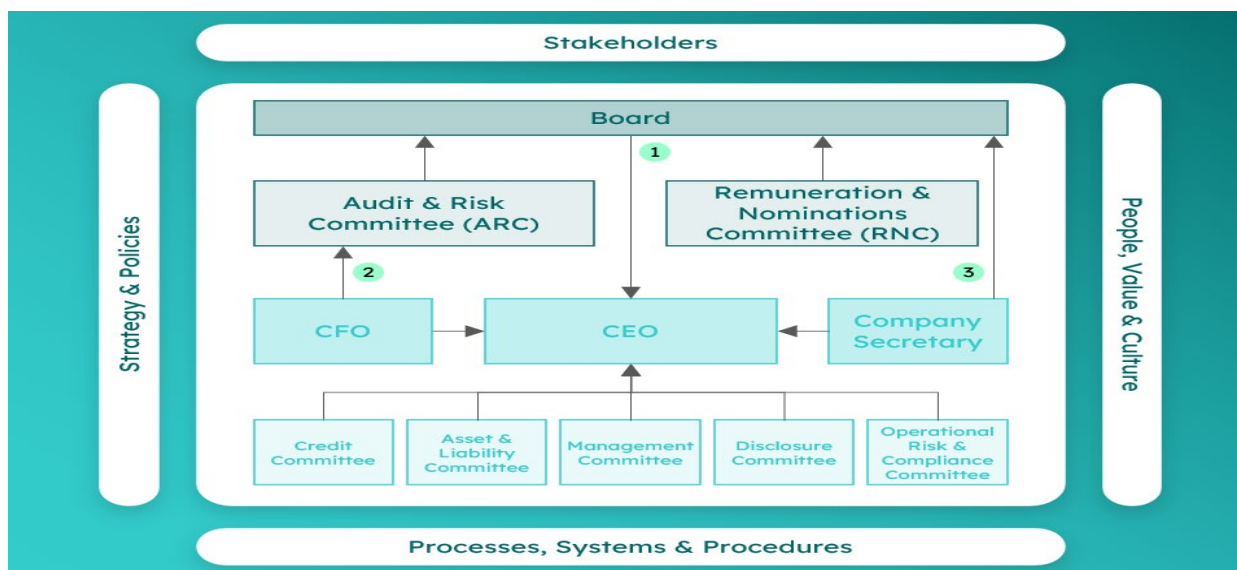 Stakeholders
Strategy & Policies
Board
1
Audit & Risk
Committee (ARC)
Remuneration &
Nominations
Committee (RNC)
2
3
CFO
CEO
Company
Secretary
Credit
Committee
Asset &
Liability
Committee
Management
Committee
Disclosure
Committee
Operational
Risk &
Compliance
Committee
People, Value & Culture
Processes, Systems & Procedures